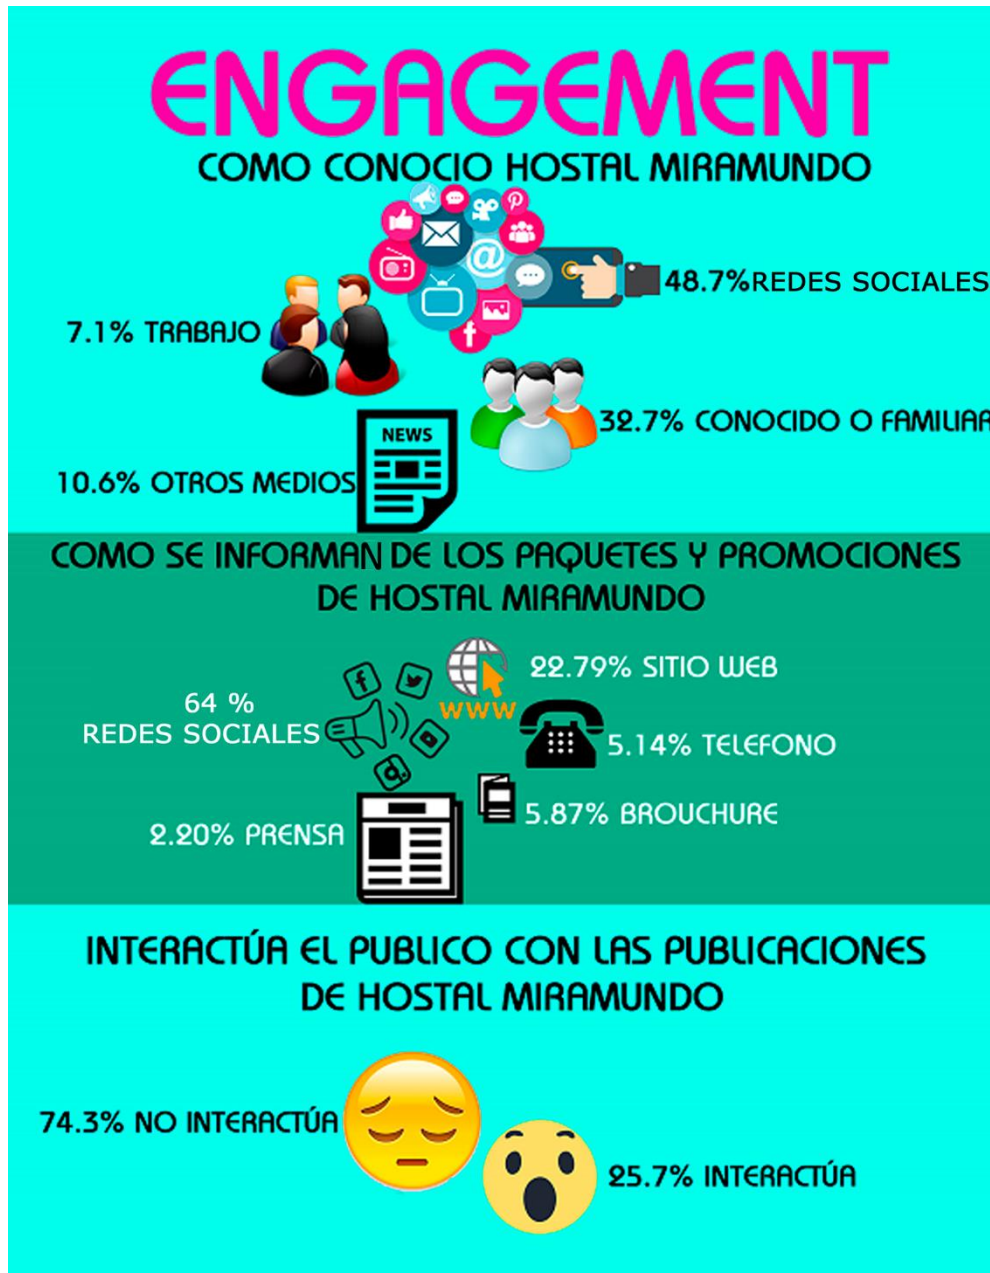 ENGAGEMENT
COMO CONOCIO HOSTAL MIRAMUNDO
48.7%REDES SOCIALES
7.1% TRABAJO
32.7% CONOCIDO O FAMILIAR
NEWS
10.6% OTROS MEDIOS
COMO SE INFORMAN DE LOS PAQUETES Y PROMOCIONES
DE HOSTAL MIRAMUNDO
22.79% SITIO WEB
64 %
REDES SOCIALES
WWW
5.14% TELEFONO
5.87% BROUCHURE
2.20% PRENSA
INTERACTÚA EL PUBLICO CON LAS PUBLICACIONES
DE HOSTAL MIRAMUNDO
74.3% NO INTERACTÚA
25.7% INTERACTÚA